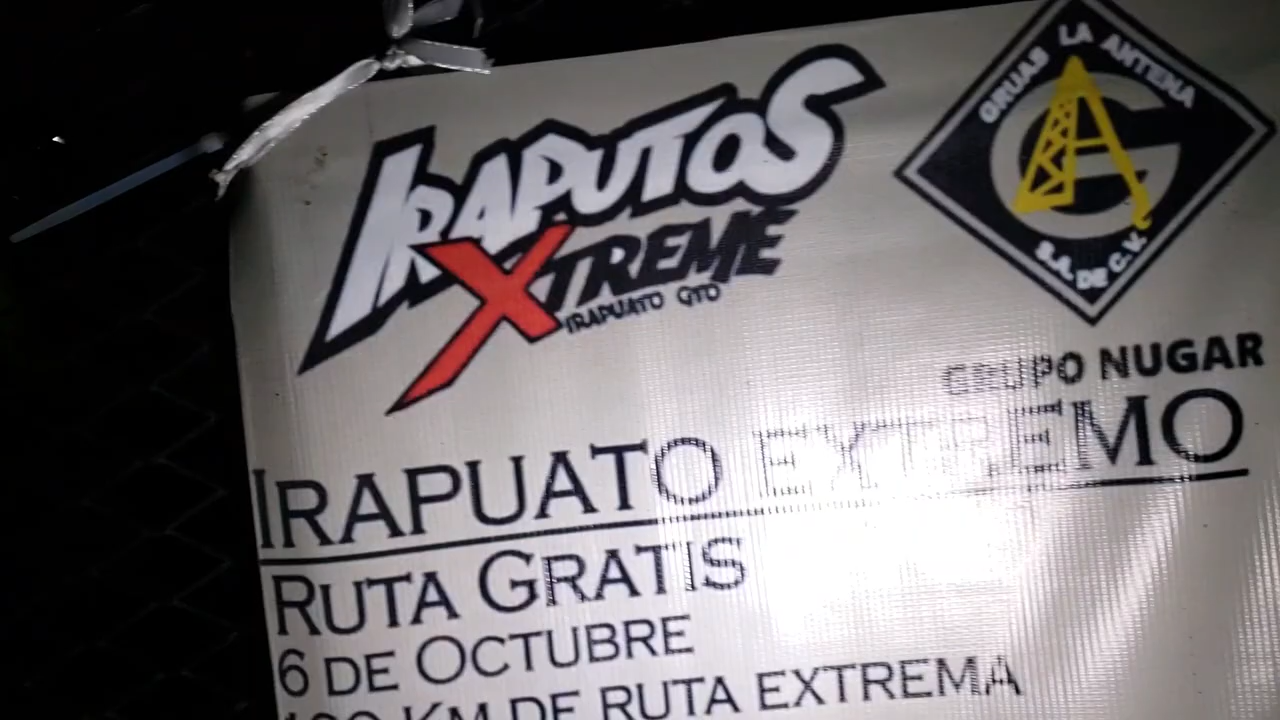 IRAPUTOS
XTREME
IRAPUATO GTO
GRUAS LA ANTENA
GA
S.A. DE C.V.
GRUPO NUGAR
IRAPUATO EXTREMO
RUTA GRATIS
6 DE OCTUBRE
KM DE RUTA EXTREMA